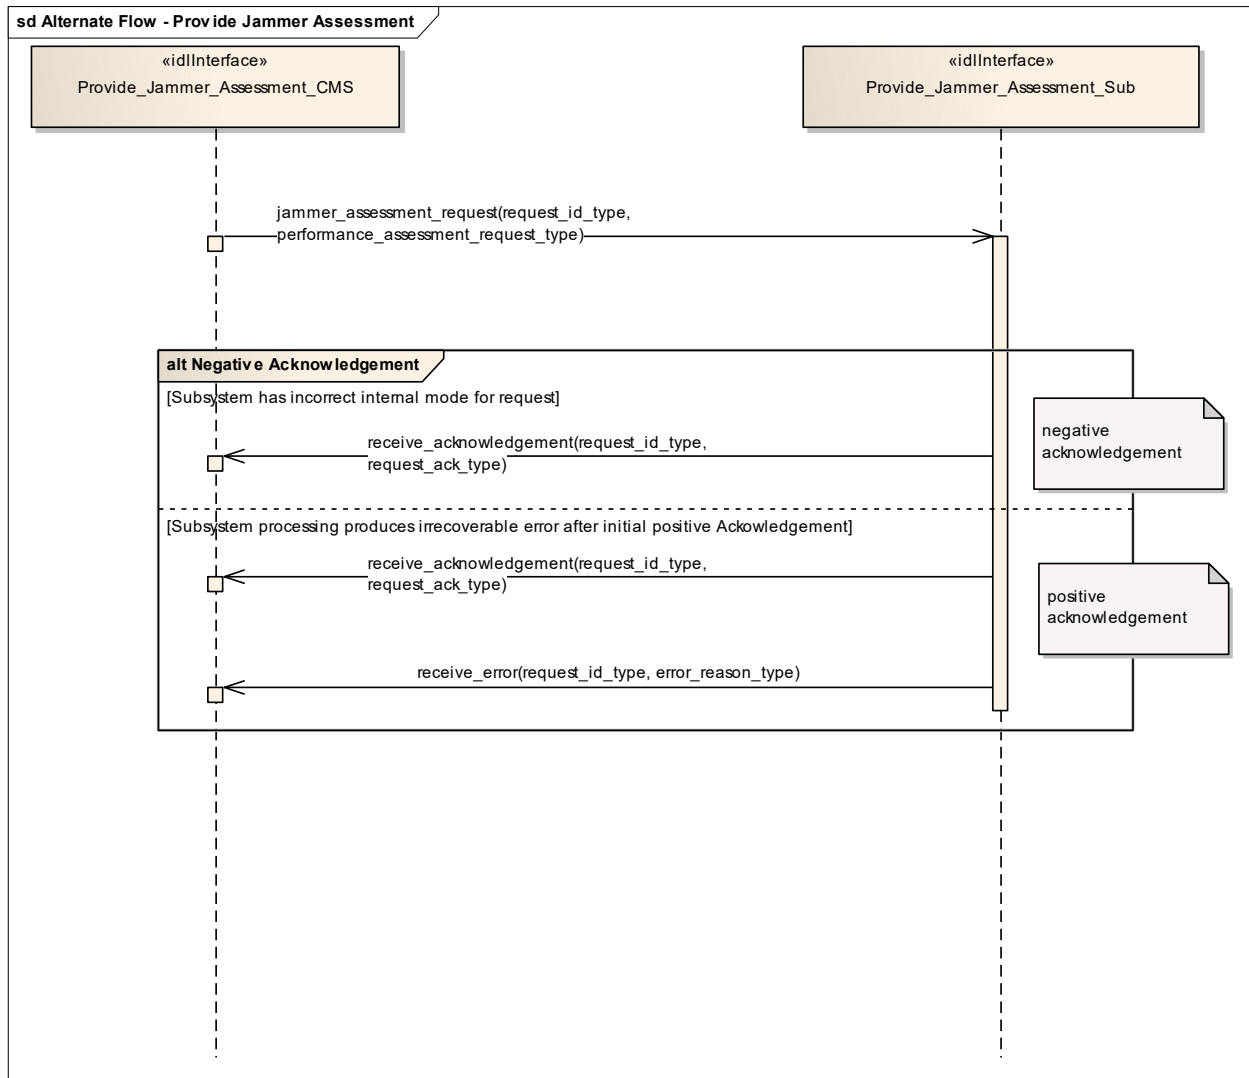 sd Alternate Flow - Provide Jammer Assessment
«idlInterface»
Provide_Jammer_Assessment_CMS
«idlInterface»
Provide_Jammer_Assessment_Sub
jammer_assessment_request(request_id_type,
performance_assessment_request_type)
alt Negative Acknowledgement
[Subsystem has incorrect internal mode for request]
receive_acknowledgement(request_id_type,
request_ack_type)
negative
acknowledgement
[Subsystem processing produces irrecoverable error after initial positive Ackowledgement]
receive_acknowledgement(request_id_type,
request_ack_type)
positive
acknowledgement
receive_error(request_id_type, error_reason_type)